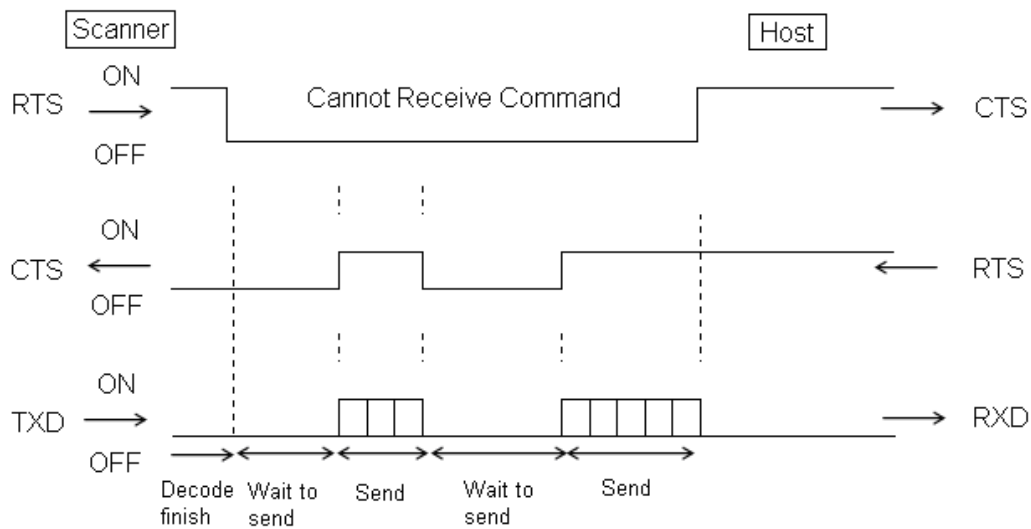 Scanner
Host
ON
RTS
Cannot Receive Command
CTS
OFF
ON
CTS
RTS
OFF
ON
TXD
RXD
OFF
Decode
finish
Wait to
send
Send
Wait to
send
Send